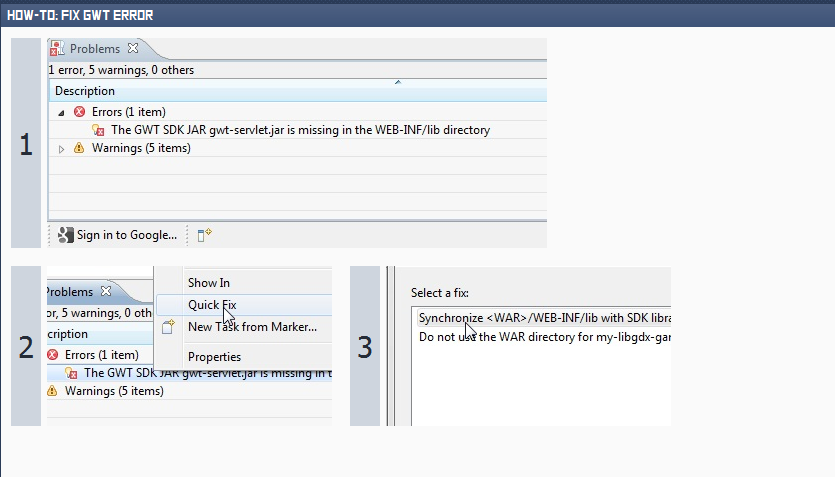 HOW-TO: FIX GWT ERROR
1
Problems
1 error, 5 warnings, 0 others
Description
Errors (1 item)
The GWT SDK JAR gwt-servlet.jar is missing in the WEB-INF/lib directory
Warnings (5 items)
Sign in to Google...
2
Problems
or, 5 warnings, 0 oth
cription
Errors (1 item)
The GWT SDK JAR gwt-servlet.jar is missing in t
Warnings (5 items)
Show In
Quick Fix
New Task from Marker...
Properties
3
Select a fix:
Synchronize <WAR>/WEB-INF/lib with SDK libra
Do not use the WAR directory for my-libgdx-gar